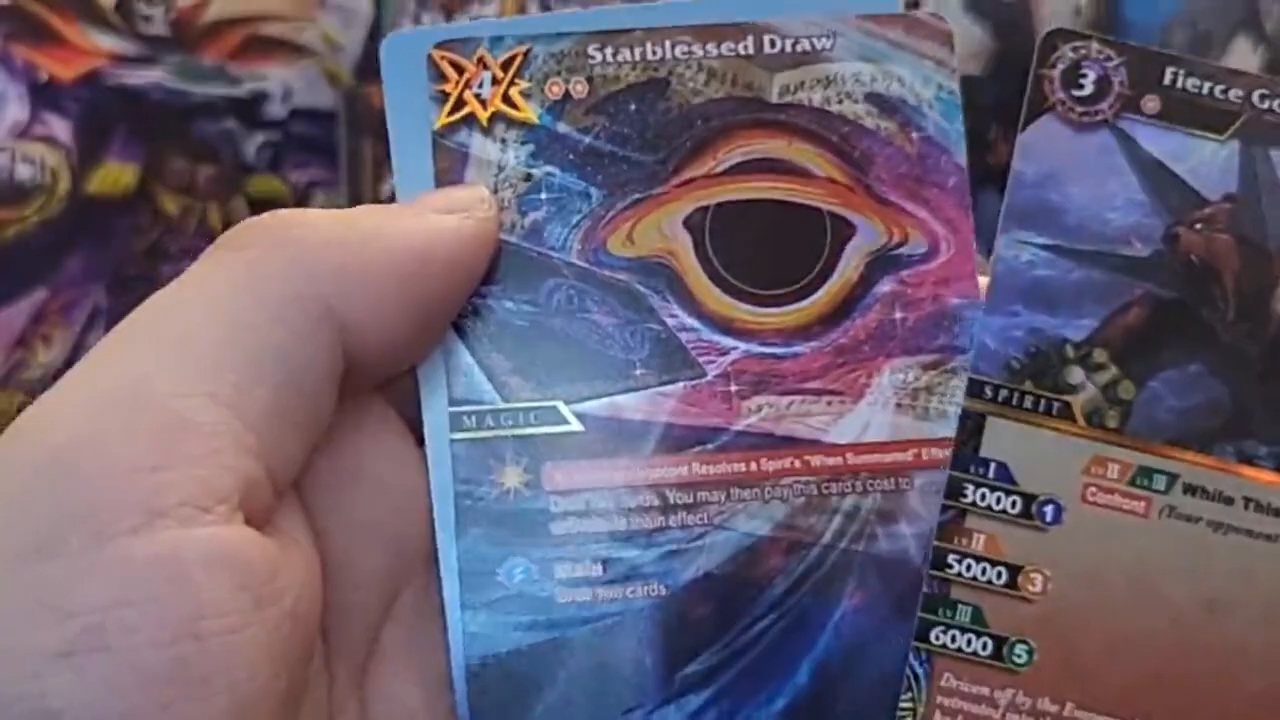 Starblessed Draw
4
MAGIC
Resolves a Spirit's "When Summoned"
You may then pay this card's cost to
effect.
Main
cards.
3
Fierce
SPIRIT
LV I
3000 1
LV II
5000 3
LV III
6000 5
LV II LV III While This
Confront (Your opponent
Driven off by the
retreated